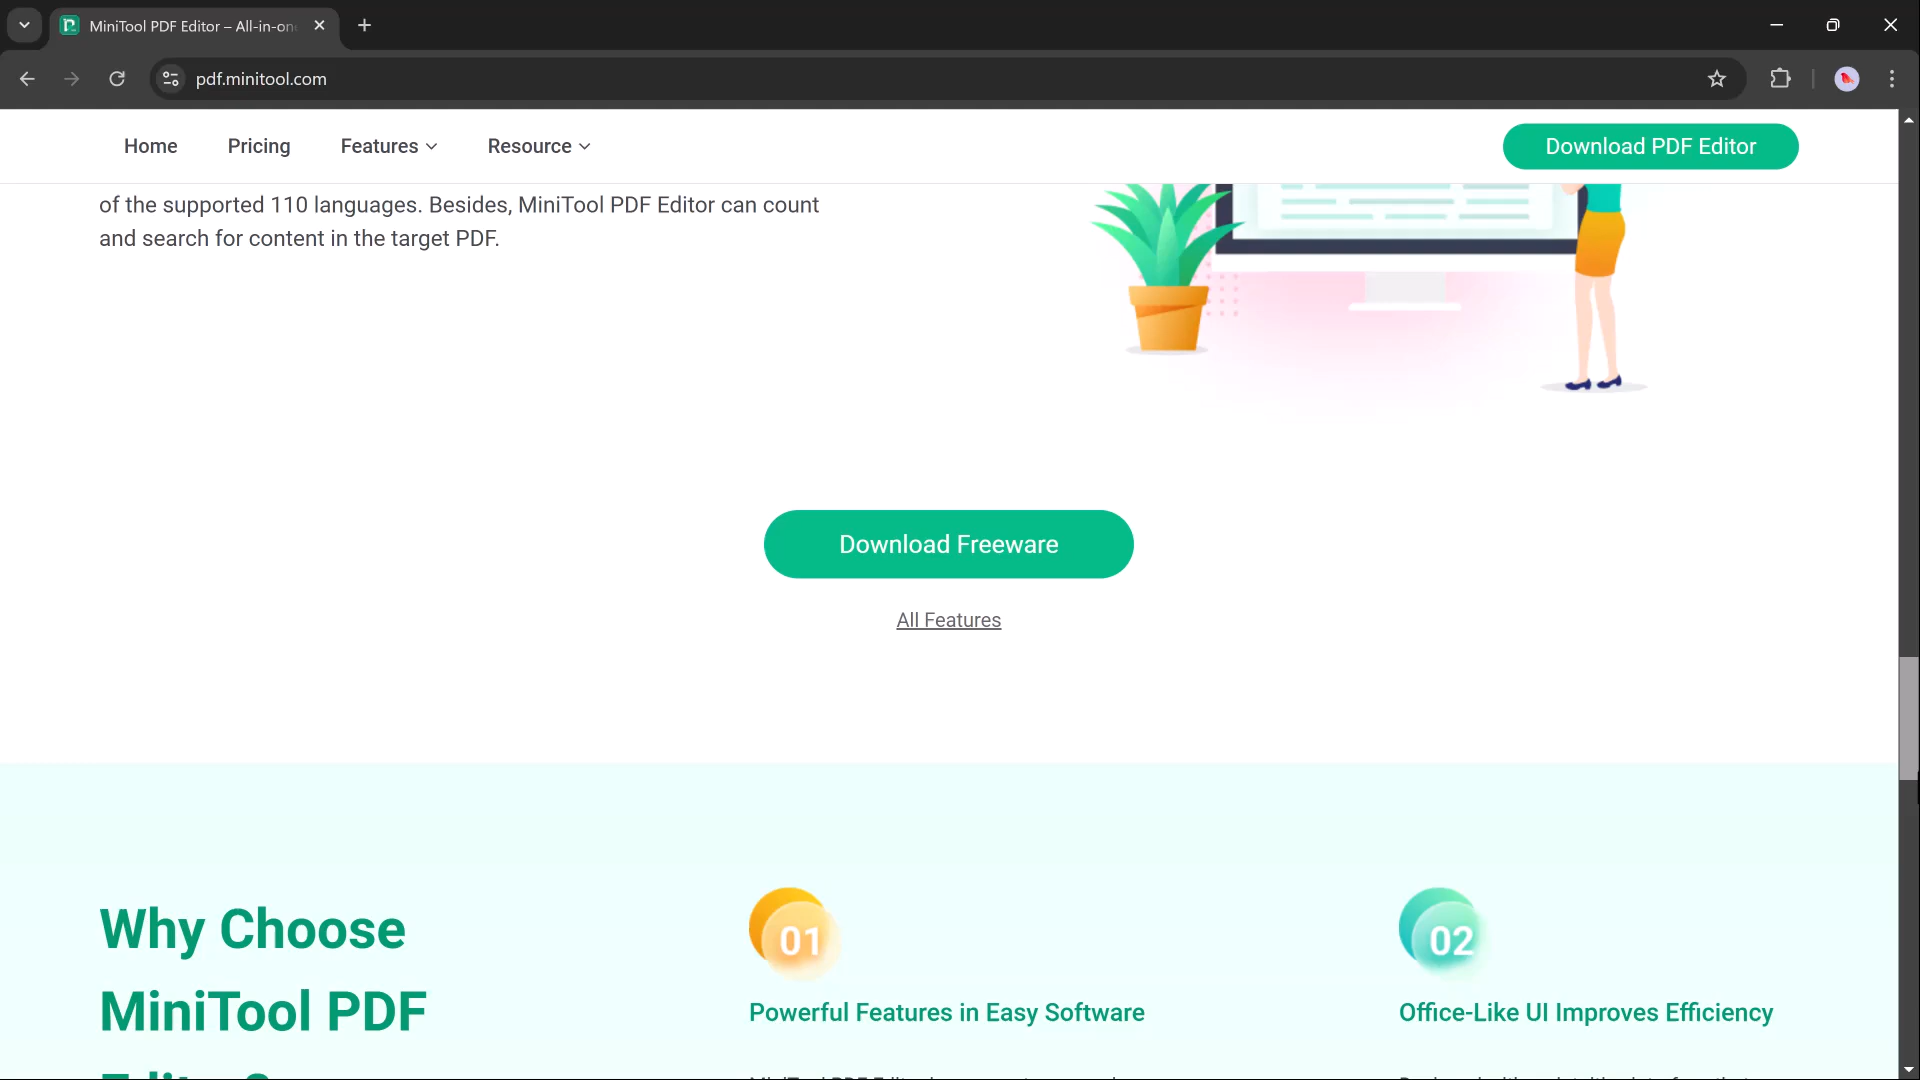 MiniTool PDF Editor – All-in-on
pdf.minitool.com
Home
Pricing
Features
Resource
Download PDF Editor
of the supported 110 languages. Besides, MiniTool PDF Editor can count
and search for content in the target PDF.
Download Freeware
All Features
Why Choose
MiniTool PDF
01
Powerful Features in Easy Software
02
Office-Like UI Improves Efficiency